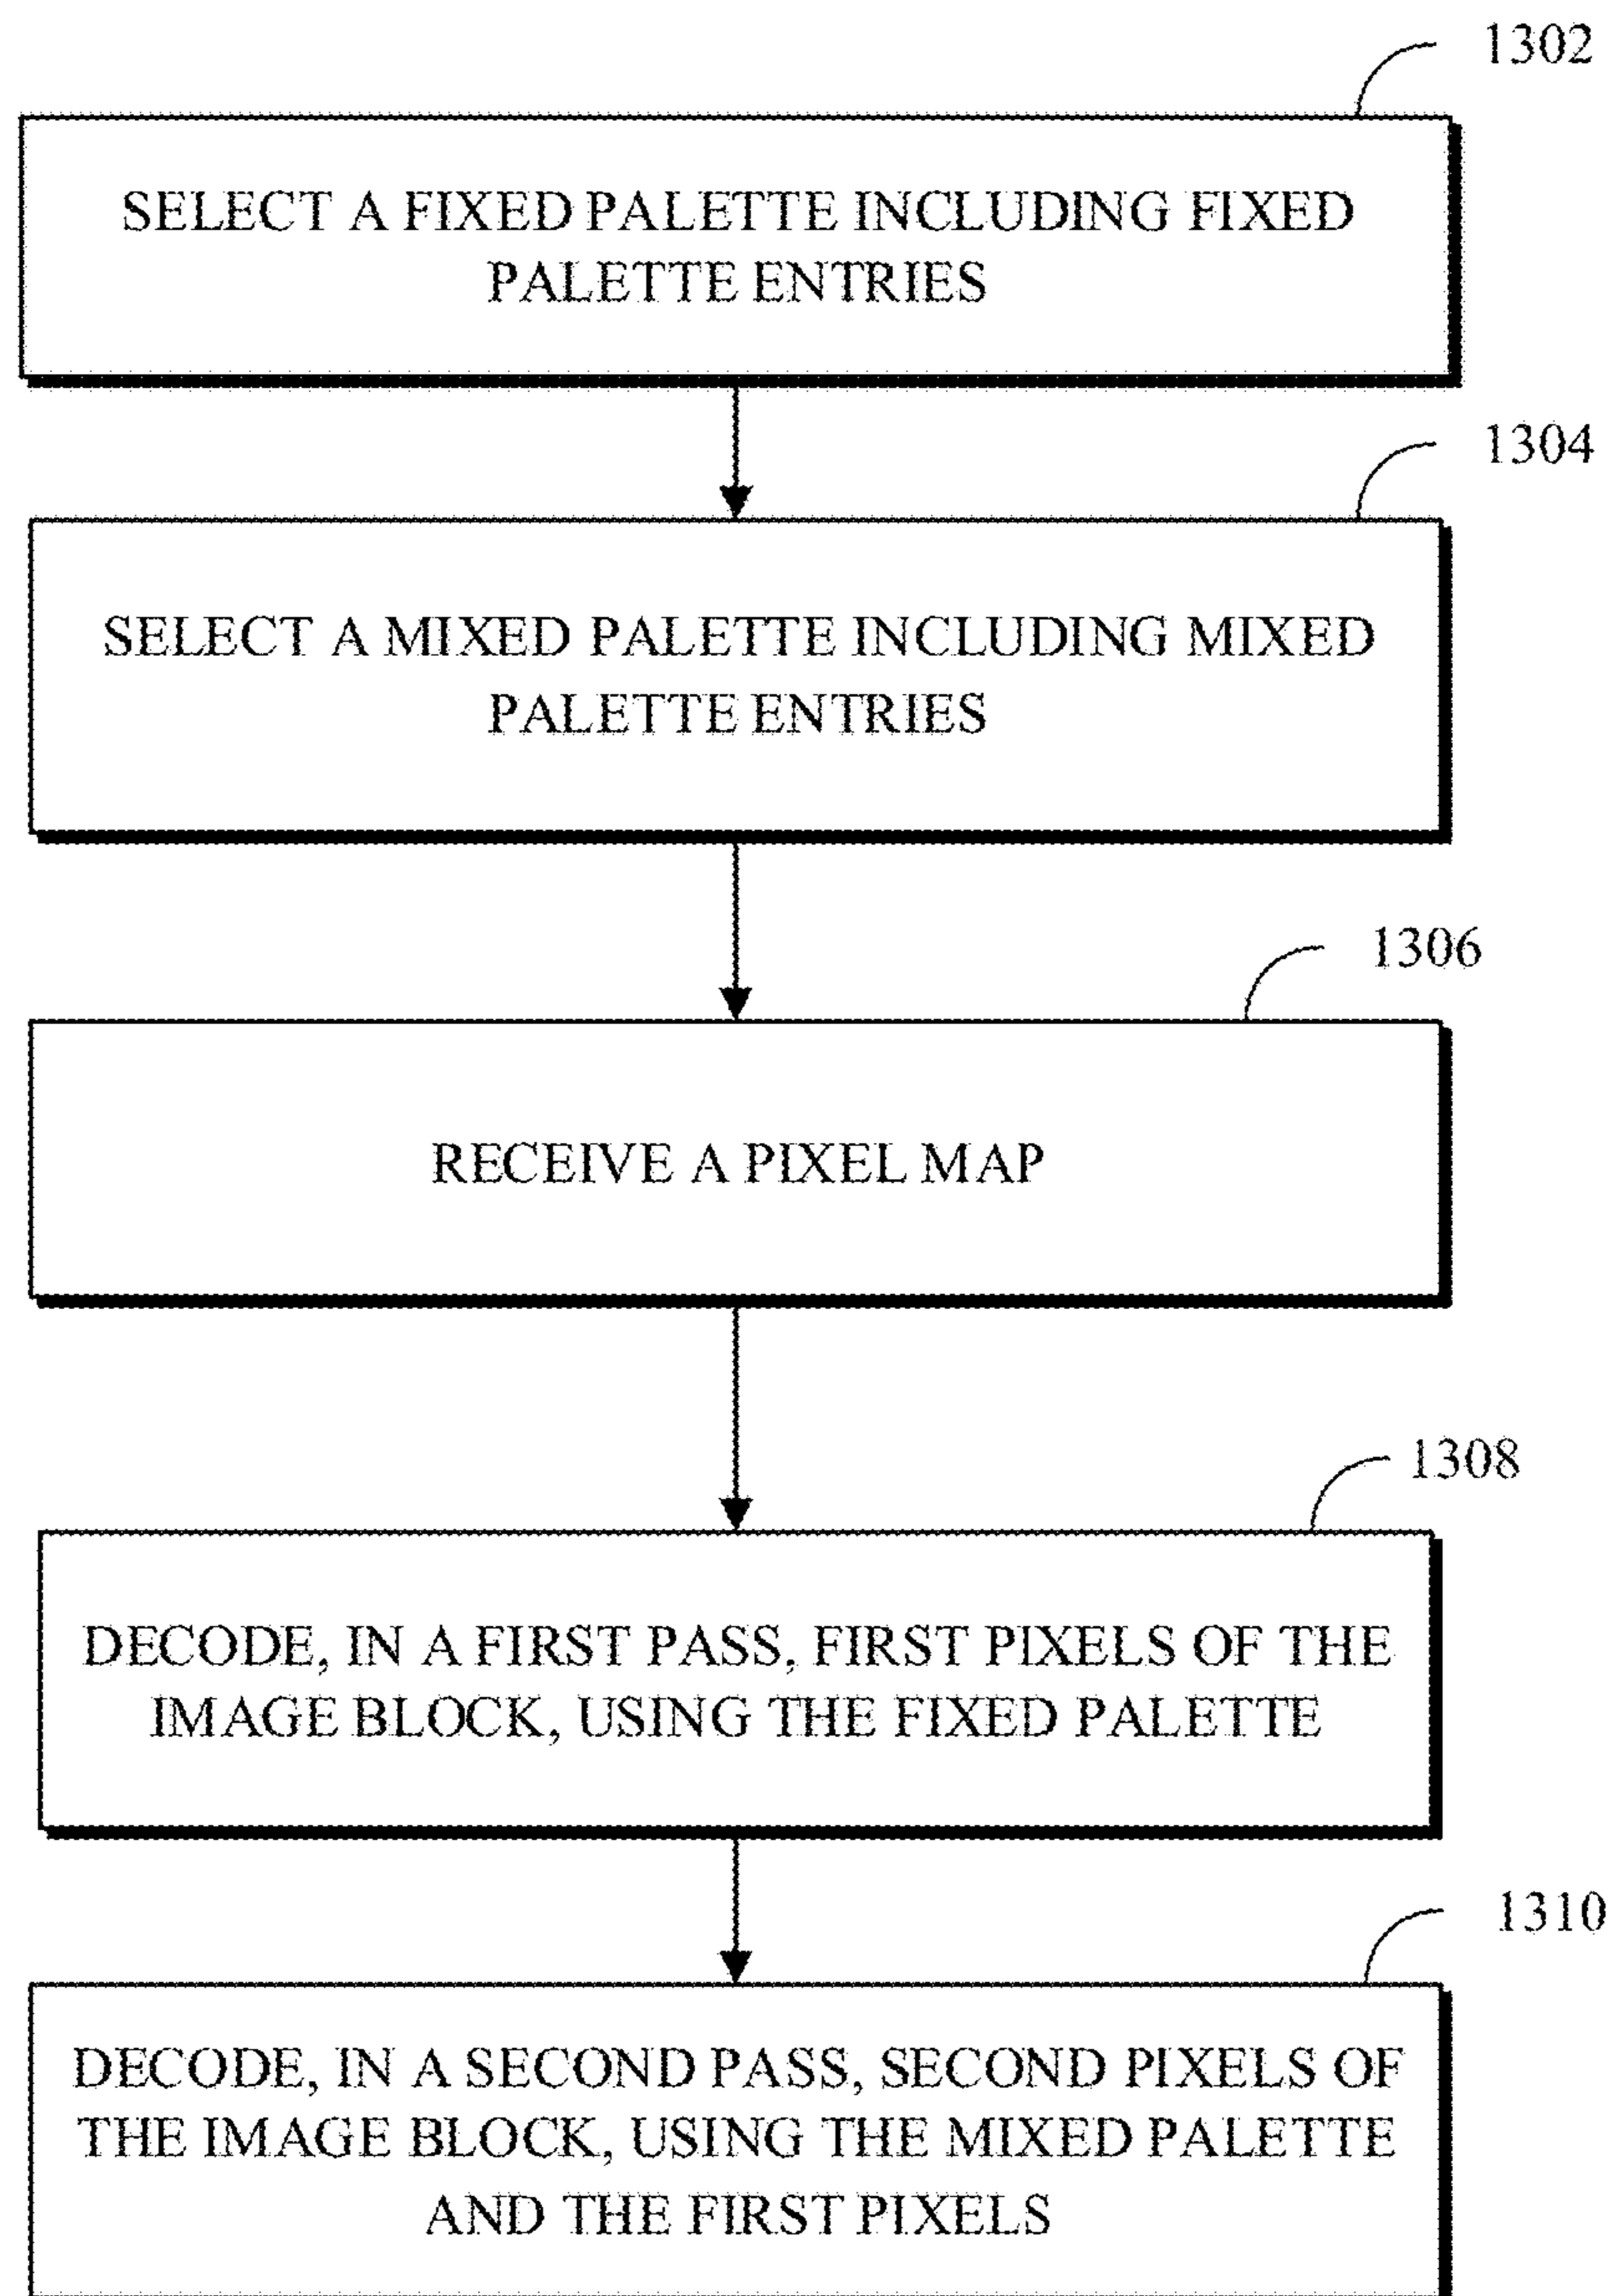 1302
SELECT A FIXED PALETTE INCLUDING FIXED
PALETTE ENTRIES
1304
SELECT A MIXED PALETTE INCLUDING MIXED
PALETTE ENTRIES
1306
RECEIVE A PIXEL MAP
1308
DECODE, IN A FIRST PASS, FIRST PIXELS OF THE
IMAGE BLOCK, USING THE FIXED PALETTE
1310
DECODE, IN A SECOND PASS, SECOND PIXELS OF
THE IMAGE BLOCK, USING THE MIXED PALETTE
AND THE FIRST PIXELS